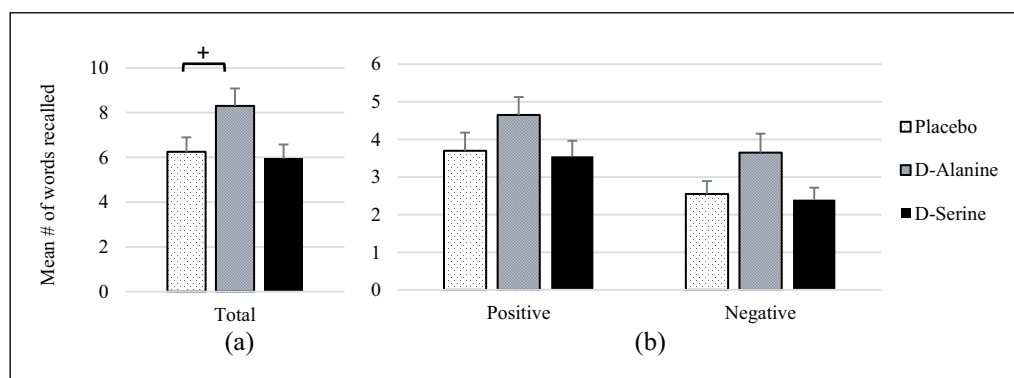 +
10
8
6
4
2
0
Mean # of words recalled
Total
(a)
6
5
4
3
2
1
0
Positive
Negative
(b)
Placebo
D-Alanine
D-Serine